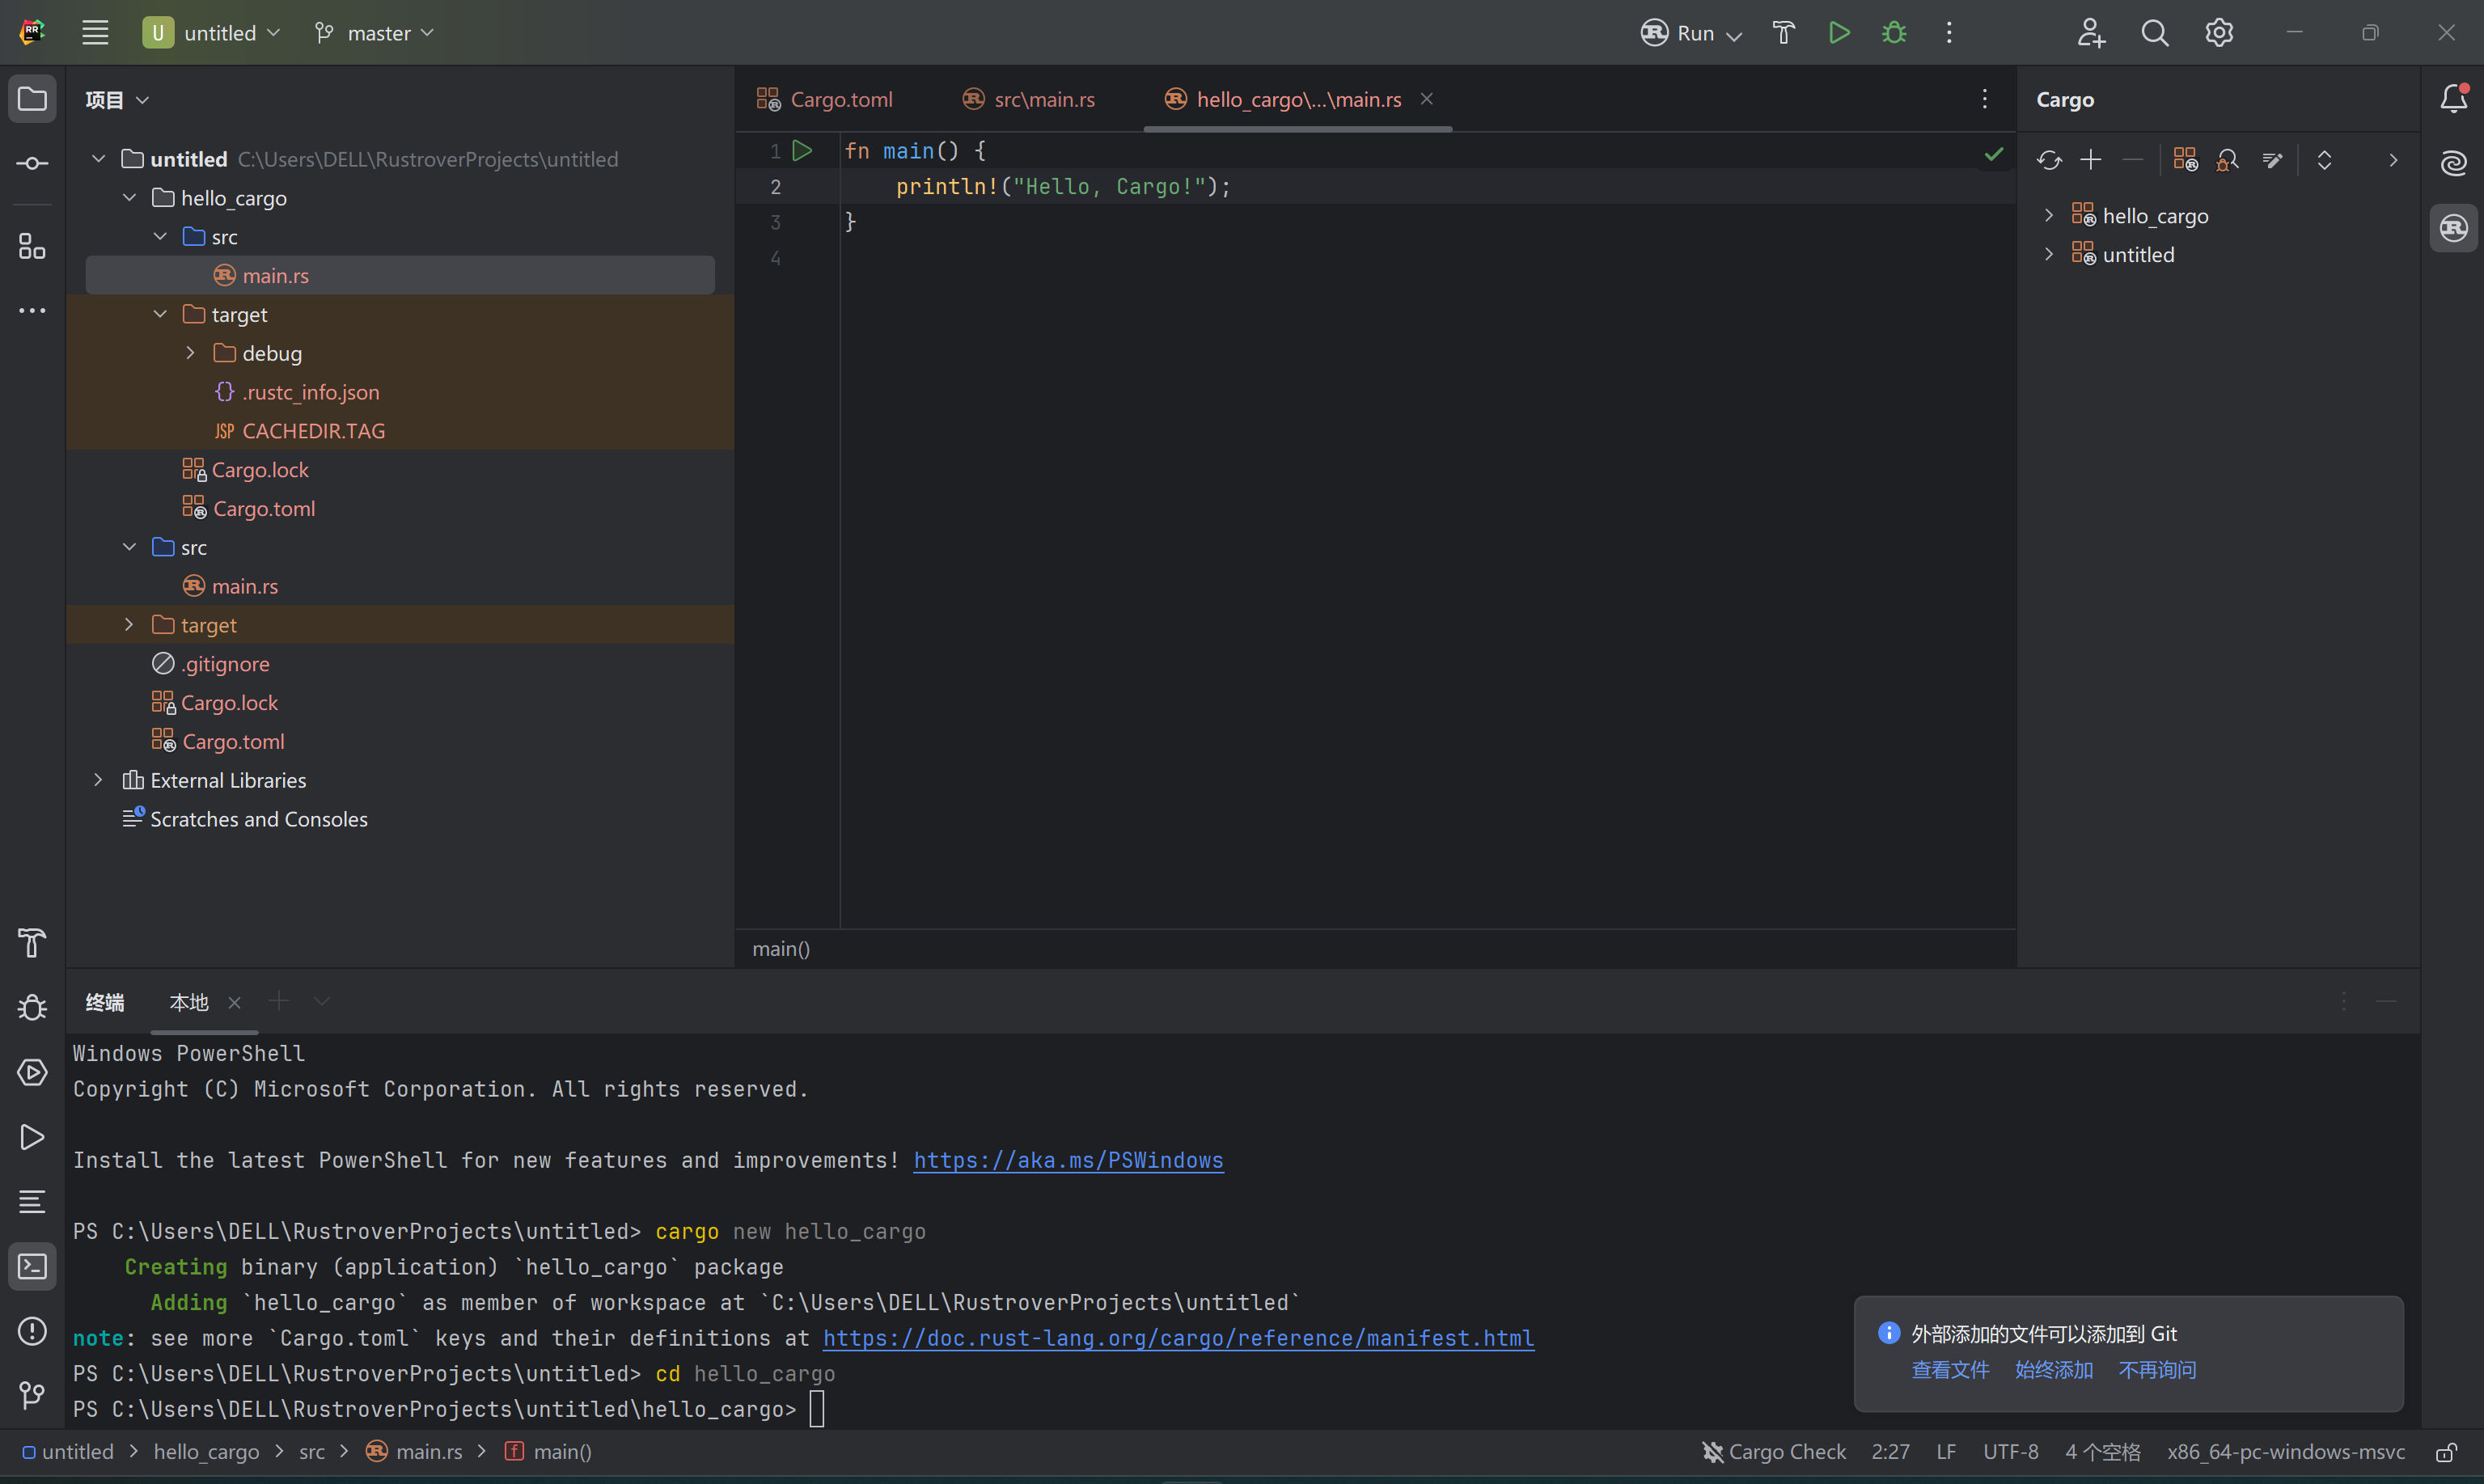 U untitled master Run
项目
untitled C:\Users\DELL\RustroverProjects\untitled
hello_cargo
src
main.rs
target
debug
.rustc_info.json
JSP CACHEDIR.TAG
Cargo.lock
Cargo.toml
src
main.rs
target
.gitignore
Cargo.lock
Cargo.toml
External Libraries
Scratches and Consoles
Cargo.toml src\main.rs hello_cargo\...\main.rs
1 fn main() {
2 println!("Hello, Cargo!");
3 }
4
main()
Cargo
hello_cargo
untitled
终端 本地
Windows PowerShell
Copyright (C) Microsoft Corporation. All rights reserved.
Install the latest PowerShell for new features and improvements! https://aka.ms/PSWindows
PS C:\Users\DELL\RustroverProjects\untitled> cargo new hello_cargo
Creating binary (application) `hello_cargo` package
Adding `hello_cargo` as member of workspace at `C:\Users\DELL\RustroverProjects\untitled`
note: see more `Cargo.toml` keys and their definitions at https://doc.rust-lang.org/cargo/reference/manifest.html
PS C:\Users\DELL\RustroverProjects\untitled> cd hello_cargo
PS C:\Users\DELL\RustroverProjects\untitled\hello_cargo>
外部添加的文件可以添加到 Git
查看文件 始终添加 不再询问
untitled > hello_cargo > src > main.rs > main() Cargo Check 2:27 LF UTF-8 4 个空格 x86_64-pc-windows-msvc